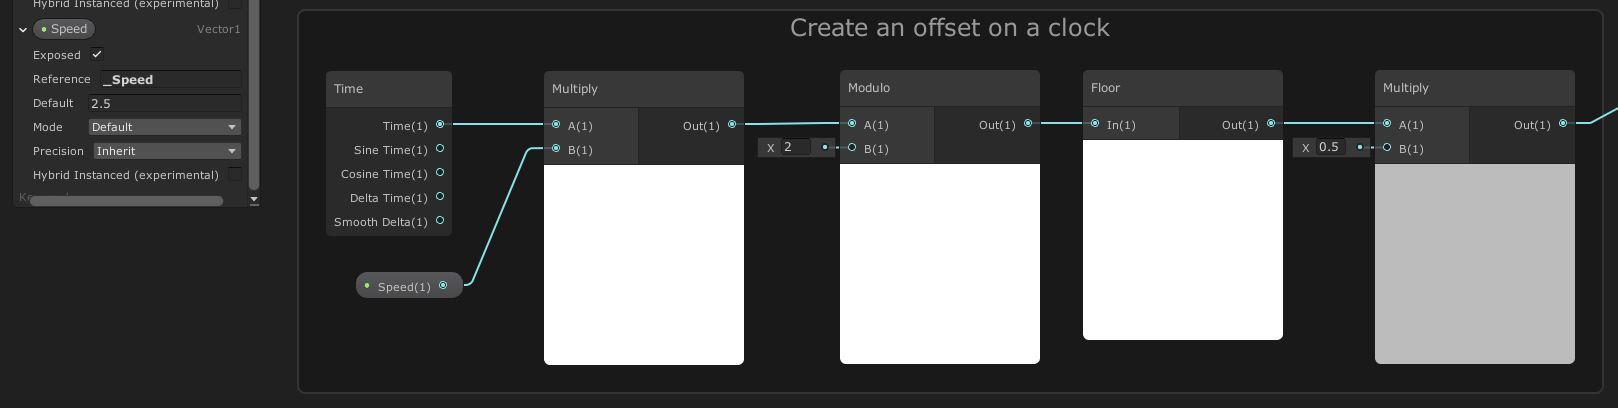 Hybrid Instanced (experimental)
Speed Vector1
Exposed
Reference _Speed
Default 2.5
Mode Default
Precision Inherit
Hybrid Instanced (experimental)
Create an offset on a clock
Time
Time(1)
Sine Time(1)
Cosine Time(1)
Delta Time(1)
Smooth Delta(1)
Speed(1)
Multiply
A(1) Out(1)
B(1)
Modulo
A(1) Out(1)
X 2 B(1)
Floor
In(1) Out(1)
Multiply
A(1) Out(1)
X 0.5 B(1)